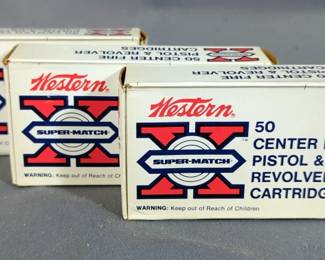 50 CENTER FIRE
PISTOL & REVOLVER
CARTRIDGES
Western
X
SUPER-MATCH
WARNING: Keep out of Reach of Children
Western
X
SUPER-MATCH
WARNING: Keep out of Reach of Children
50
CENTER
PISTOL &
REVOLVE
CARTRIDG